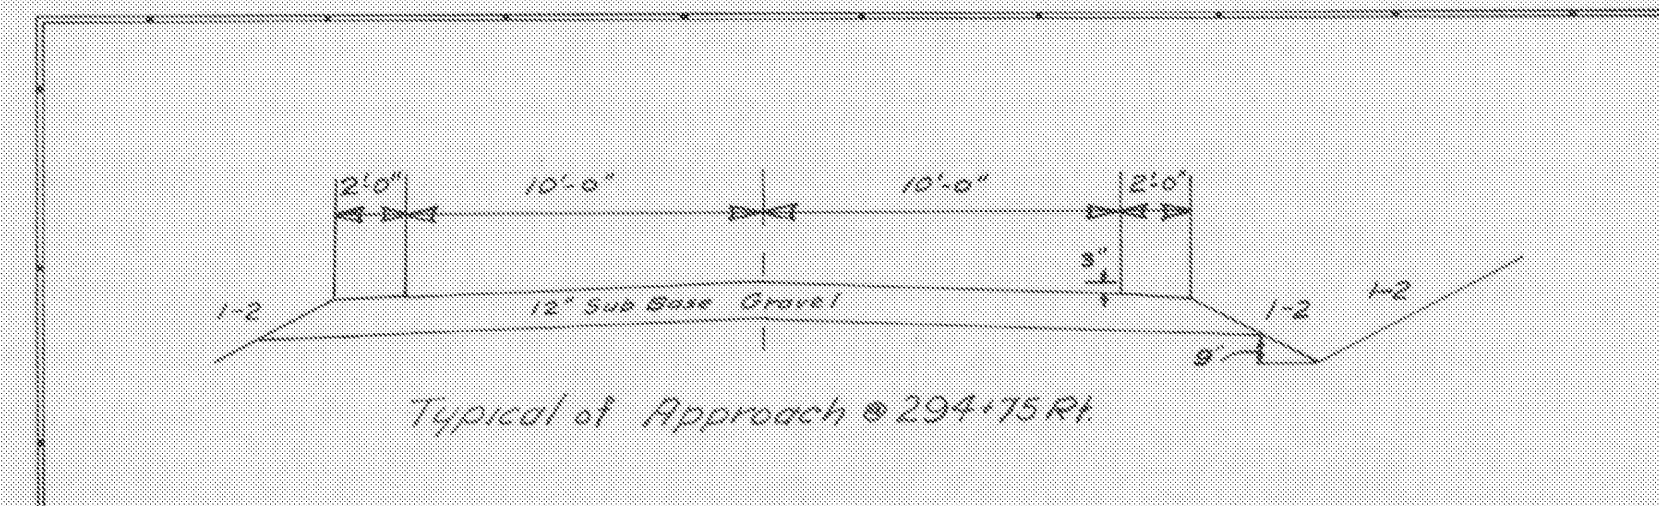 2'-0" 10'-0" 10'-0" 2'-0"
3"
1-2 12" Sub Base Gravel 1-2 1-2
9"
Typical of Approach @ 294+75 Rt.